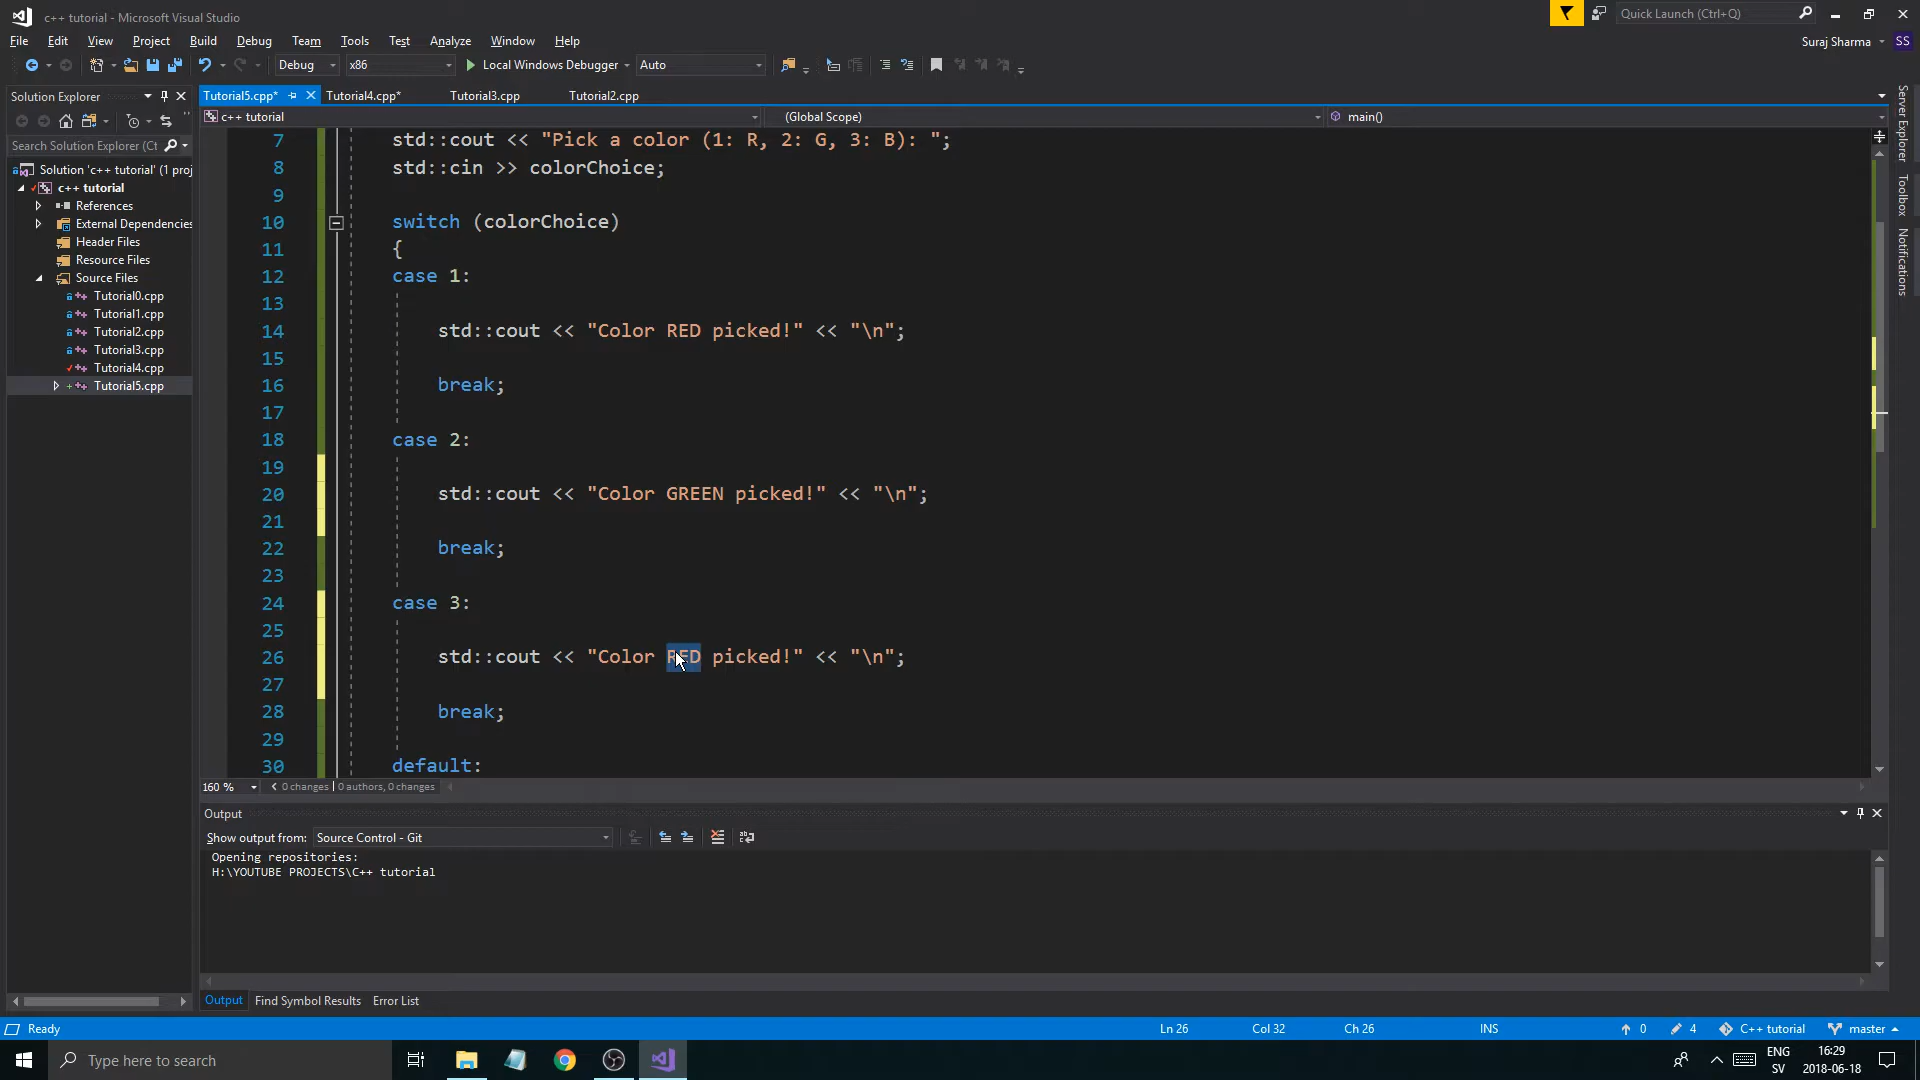 c++ tutorial - Microsoft Visual Studio
Quick Launch (Ctrl+Q)
File Edit View Project Build Debug Team Tools Test Analyze Window Help
Suraj Sharma SS
Debug x86 Local Windows Debugger Auto
Solution Explorer
Tutorial5.cpp* Tutorial4.cpp* Tutorial3.cpp Tutorial2.cpp
c++ tutorial (Global Scope) main()
Search Solution Explorer (Ct
Solution 'c++ tutorial' (1 proj
c++ tutorial
References
External Dependencies
Header Files
Resource Files
Source Files
Tutorial0.cpp
Tutorial1.cpp
Tutorial2.cpp
Tutorial3.cpp
Tutorial4.cpp
Tutorial5.cpp
7 std::cout << "Pick a color (1: R, 2: G, 3: B): ";
8 std::cin >> colorChoice;
9
10 switch (colorChoice)
11 {
12 case 1:
13
14 std::cout << "Color RED picked!" << "\n";
15
16 break;
17
18 case 2:
19
20 std::cout << "Color GREEN picked!" << "\n";
21
22 break;
23
24 case 3:
25
26 std::cout << "Color RED picked!" << "\n";
27
28 break;
29
30 default:
Server Explorer
Toolbox
Notifications
160 % 0 changes | 0 authors, 0 changes
Output
Show output from: Source Control - Git
Opening repositories:
H:\YOUTUBE PROJECTS\C++ tutorial
Output Find Symbol Results Error List
Ready Ln 26 Col 32 Ch 26 INS 0 4 C++ tutorial master
Type here to search
ENG 16:29
SV 2018-06-18